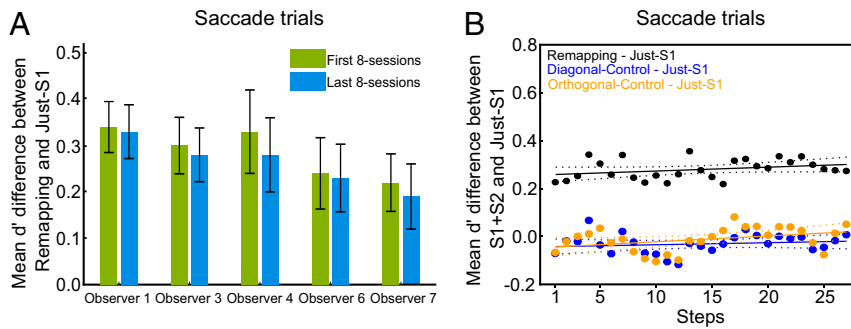 A
Saccade trials
Mean d' difference between
Remapping and Just-S1
0.5
0.4
0.3
0.2
0.1
0.0
First 8-sessions
Last 8-sessions
Observer 1 Observer 3 Observer 4 Observer 6 Observer 7
B
Saccade trials
Mean d' difference between
S1+S2 and Just-S1
0.8
0.6
0.4
0.2
0.0
-0.2
Remapping - Just-S1
Diagonal-Control - Just-S1
Orthogonal-Control - Just-S1
1 5 10 15 20 25
Steps